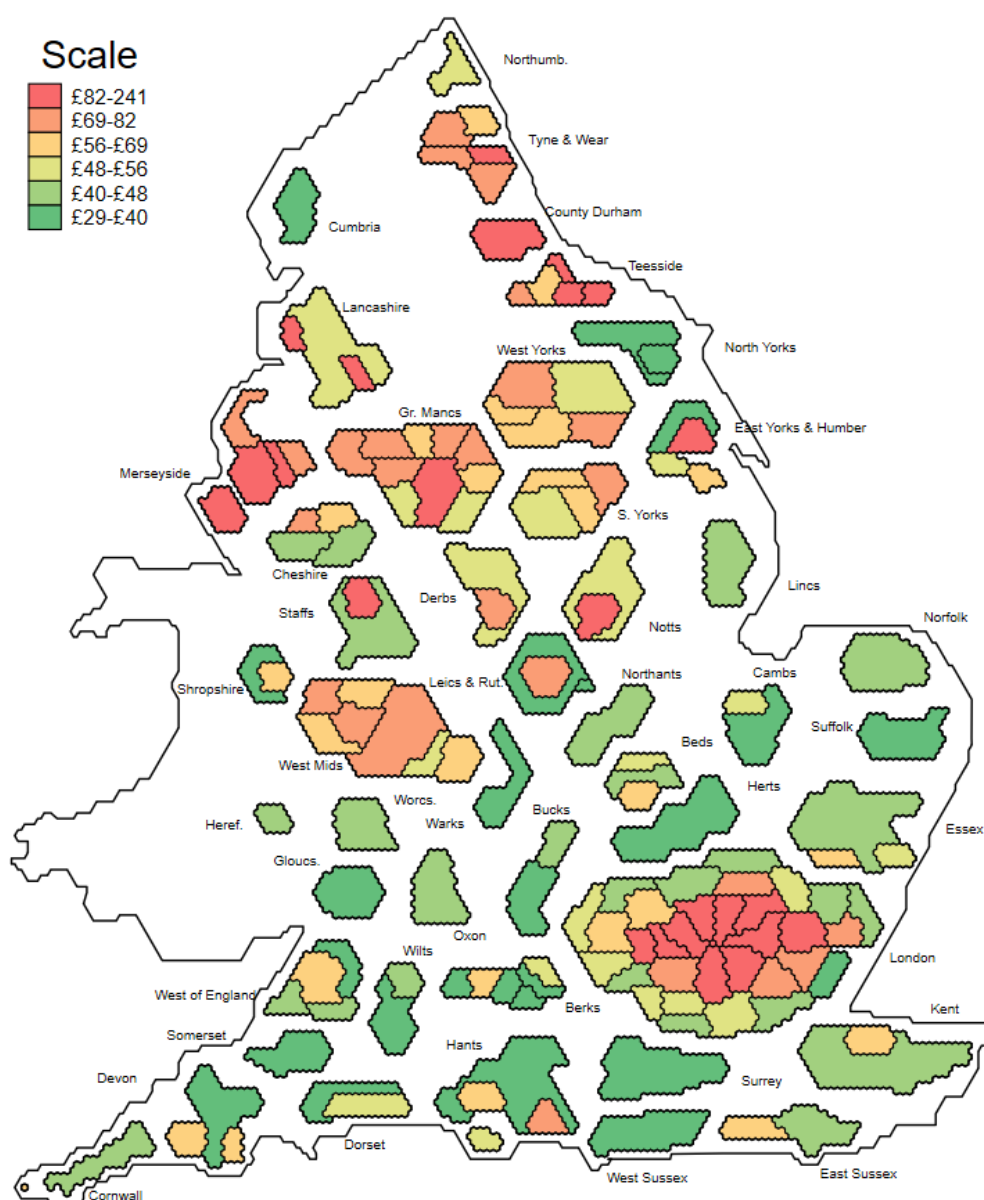 Scale
£82-241
£69-82
£56-£69
£48-£56
£40-£48
£29-£40
Northumb.
Tyne & Wear
County Durham
Cumbria
Teesside
Lancashire
North Yorks
West Yorks
Gr. Mancs
East Yorks & Humber
Merseyside
S. Yorks
Cheshire
Lincs
Staffs
Derbs
Notts
Norfolk
Shropshire
Leics & Rut.
Northants
Cambs
Suffolk
Beds
West Mids
Herts
Worcs.
Bucks
Heref.
Warks
Essex
Gloucs.
Oxon
Wilts
London
West of England
Berks
Kent
Somerset
Hants
Devon
Surrey
Dorset
West Sussex
East Sussex
Cornwall